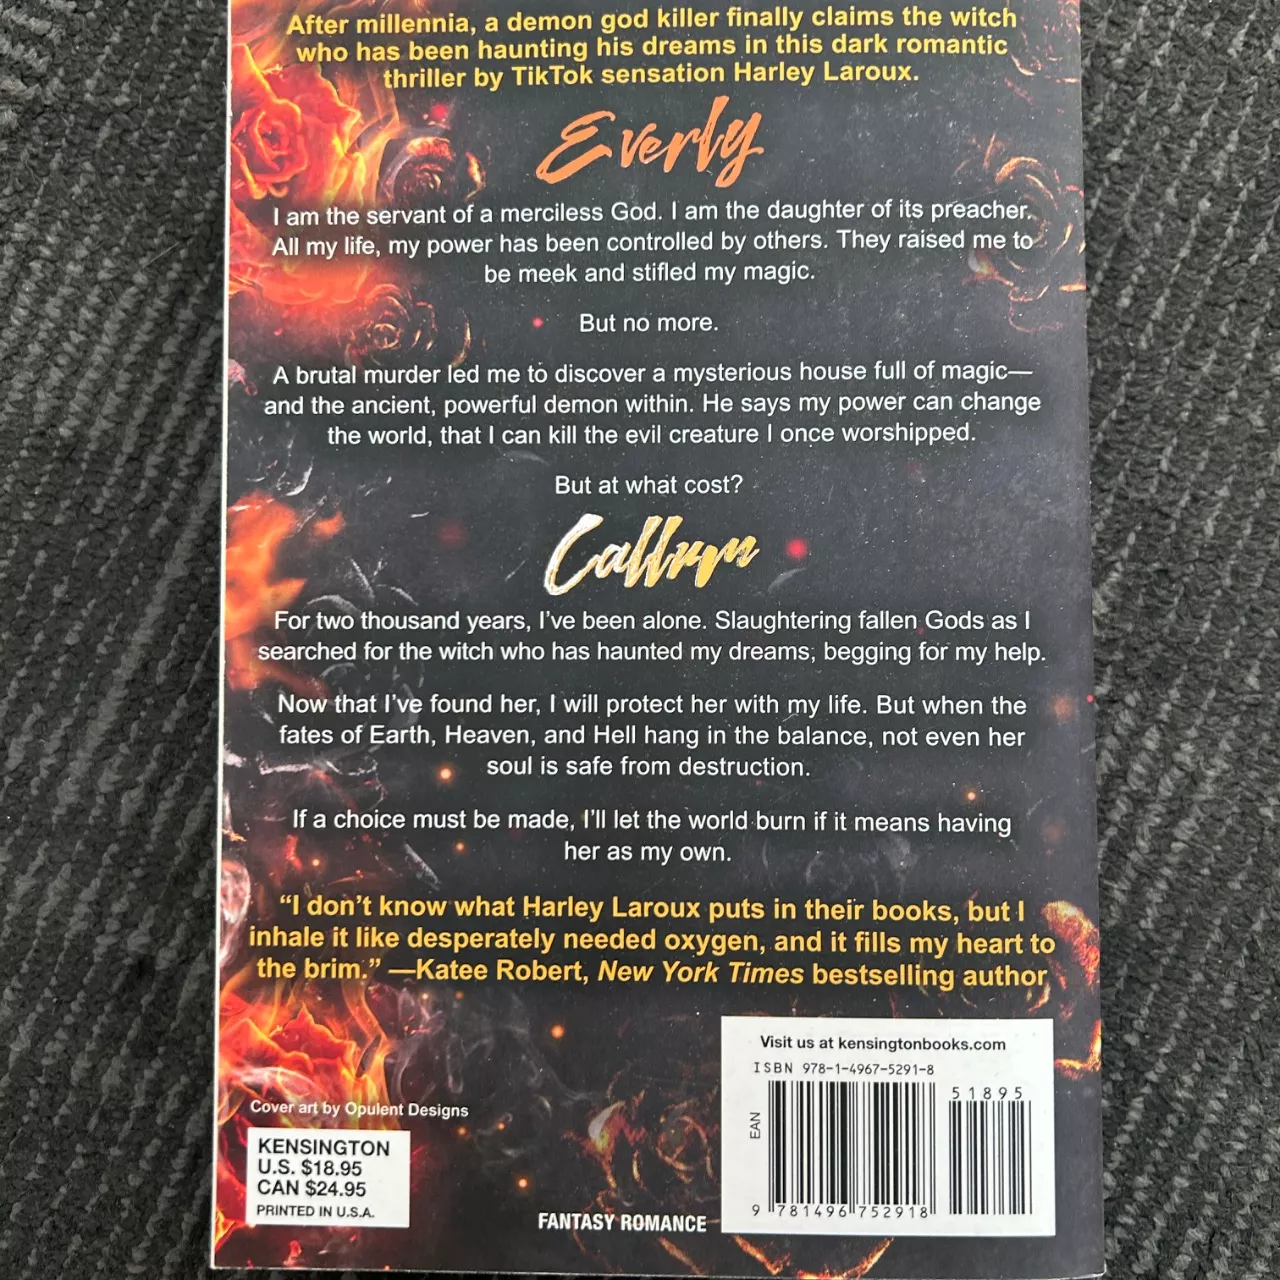 After millennia, a demon god killer finally claims the witch
who has been haunting his dreams in this dark romantic
thriller by TikTok sensation Harley Laroux.
Everly
I am the servant of a merciless God. I am the daughter of its preacher.
All my life, my power has been controlled by others. They raised me to
be meek and stifled my magic.
But no more.
A brutal murder led me to discover a mysterious house full of magic—
and the ancient, powerful demon within. He says my power can change
the world, that I can kill the evil creature I once worshipped.
But at what cost?
Callum
For two thousand years, I've been alone. Slaughtering fallen Gods as I
searched for the witch who has haunted my dreams, begging for my help.
Now that I've found her, I will protect her with my life. But when the
fates of Earth, Heaven, and Hell hang in the balance, not even her
soul is safe from destruction.
If a choice must be made, I'll let the world burn if it means having
her as my own.
“I don't know what Harley Laroux puts in their books, but I
inhale it like desperately needed oxygen, and it fills my heart to
the brim.” —Katee Robert, New York Times bestselling author
Visit us at kensingtonbooks.com
ISBN 978-1-4967-5291-8
51895
EAN
9 781496 752918
Cover art by Opulent Designs
KENSINGTON
U.S. $18.95
CAN $24.95
PRINTED IN U.S.A.
FANTASY ROMANCE